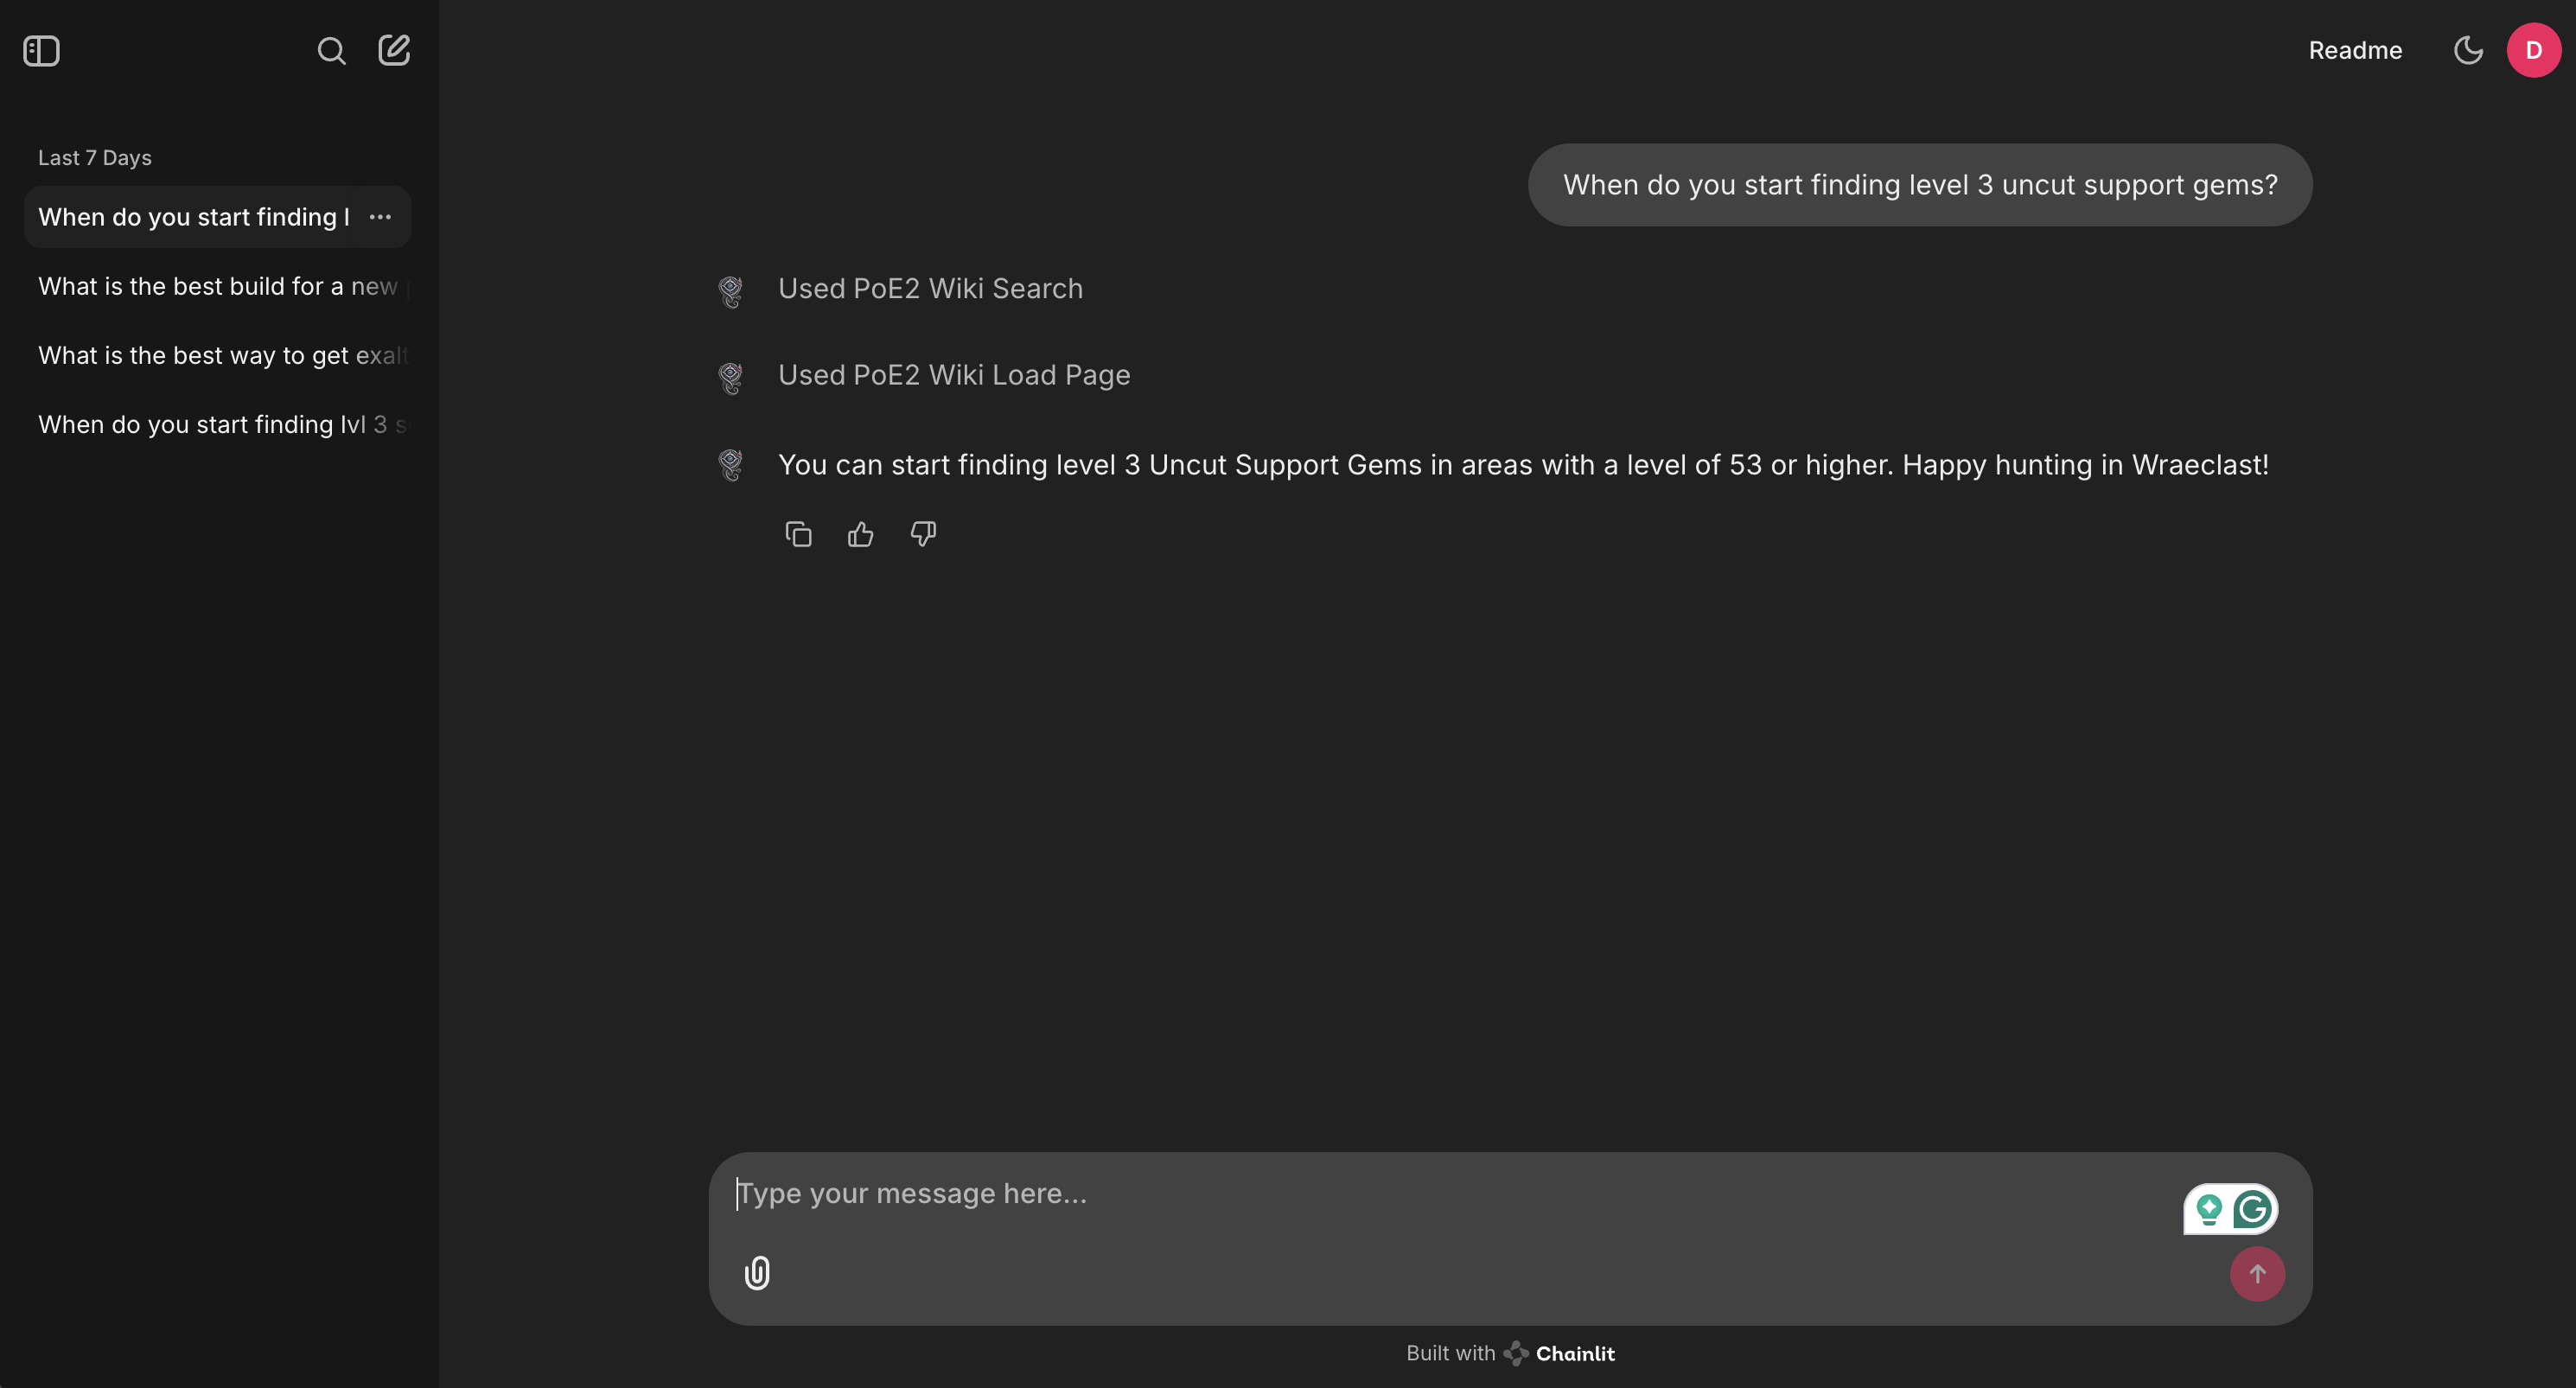 Readme
D
Last 7 Days
When do you start finding l
What is the best build for a new
What is the best way to get exalt
When do you start finding lvl 3 s
When do you start finding level 3 uncut support gems?
Used PoE2 Wiki Search
Used PoE2 Wiki Load Page
You can start finding level 3 Uncut Support Gems in areas with a level of 53 or higher. Happy hunting in Wraeclast!
Type your message here...
Built with Chainlit